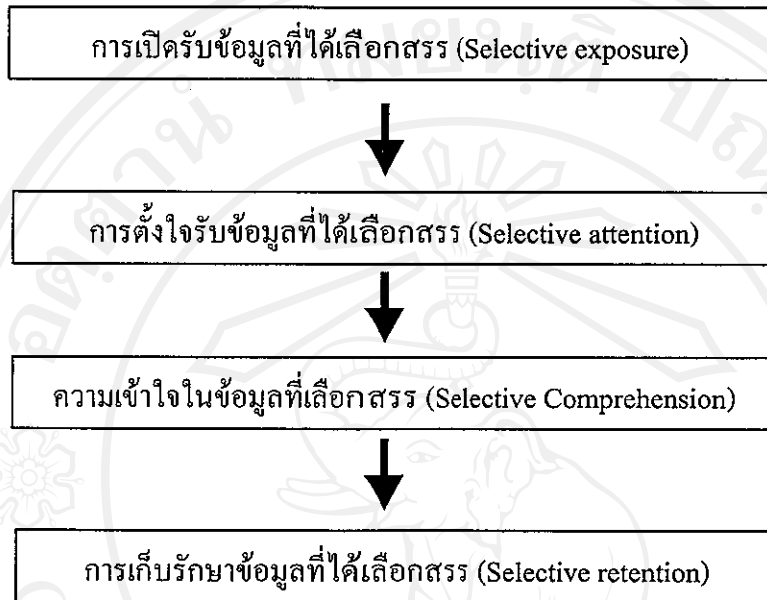 การเปิดรับข้อมูลที่ได้เลือกสรร (Selective exposure)
การตั้งใจรับข้อมูลที่ได้เลือกสรร (Selective attention)
ความเข้าใจในข้อมูลที่เลือกสรร (Selective Comprehension)
การเก็บรักษาข้อมูลที่ได้เลือกสรร (Selective retention)